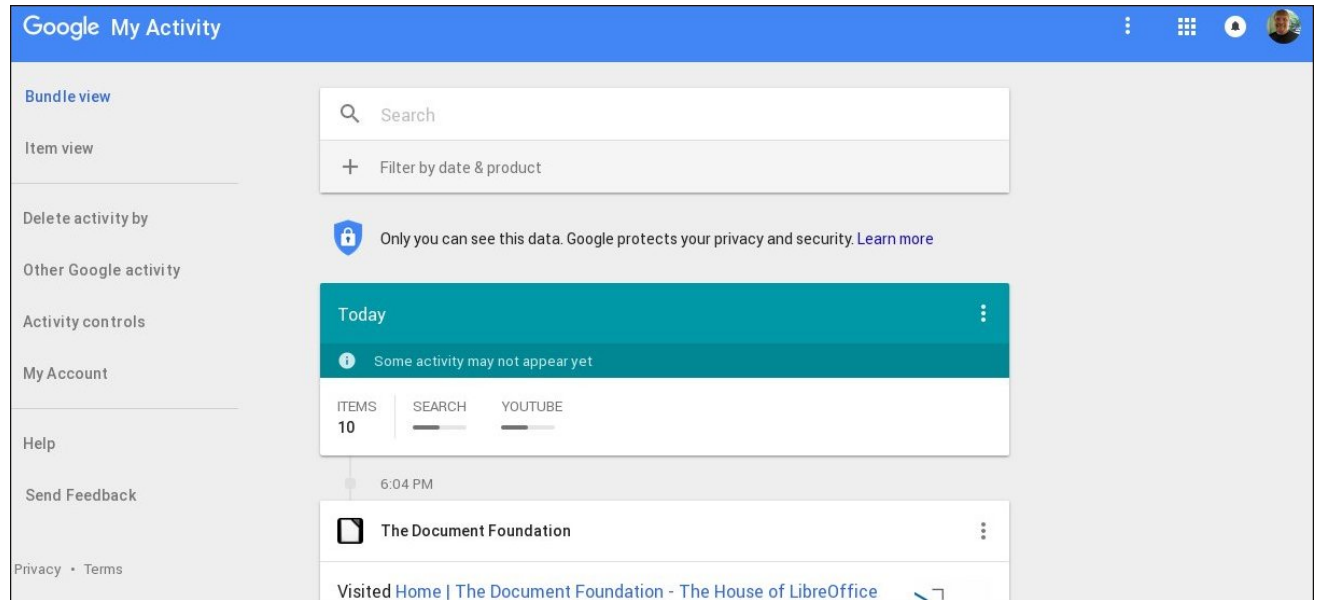 Google My Activity
Bundle view
Item view
Delete activity by
Other Google activity
Activity controls
My Account
Help
Send Feedback
Privacy • Terms
Search
Filter by date & product
Only you can see this data. Google protects your privacy and security. Learn more
Today
Some activity may not appear yet
ITEMS SEARCH YOUTUBE
10
6:04 PM
The Document Foundation
Visited Home | The Document Foundation - The House of LibreOffice